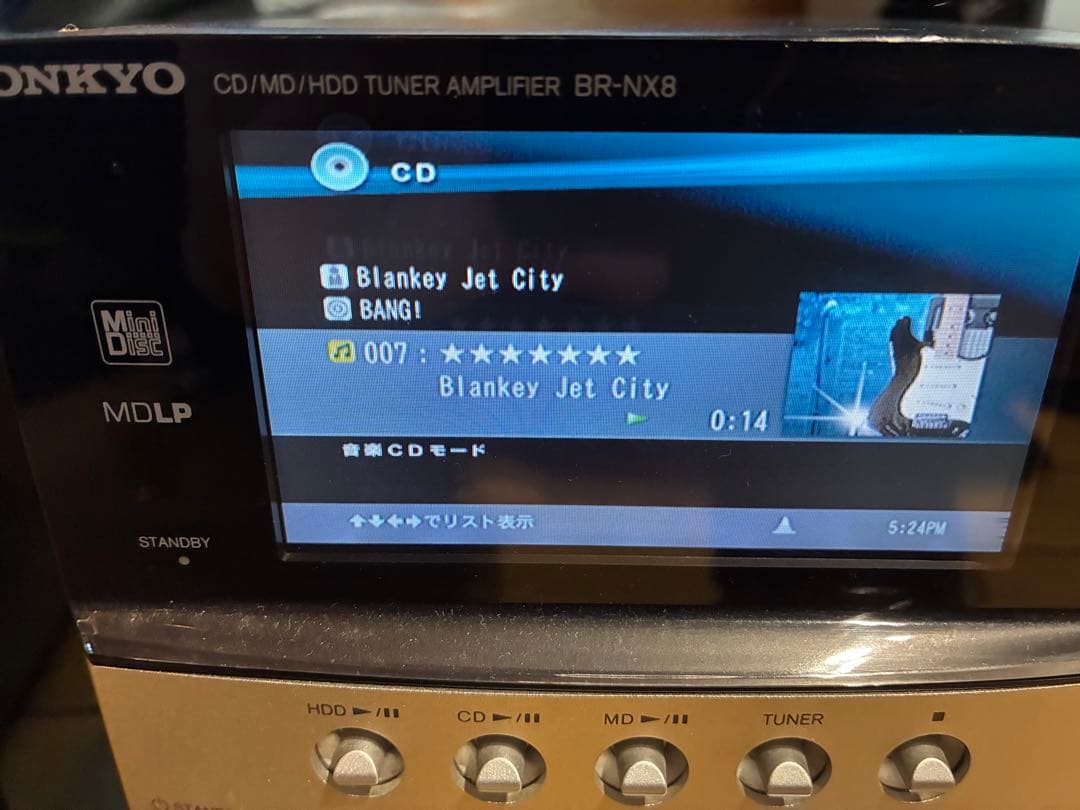 ONKYO CD/MD/HDD TUNER AMPLIFIER BR-NX8
CD
Blankey Jet City
BANG!
007 : ★★★★★★★
Blankey Jet City
0:14
Mini Disc
MDLP
音楽CDモード
↑↓←→でリスト表示 5:24PM
STANDBY
HDD ►/II CD ►/II MD ►/II TUNER ■